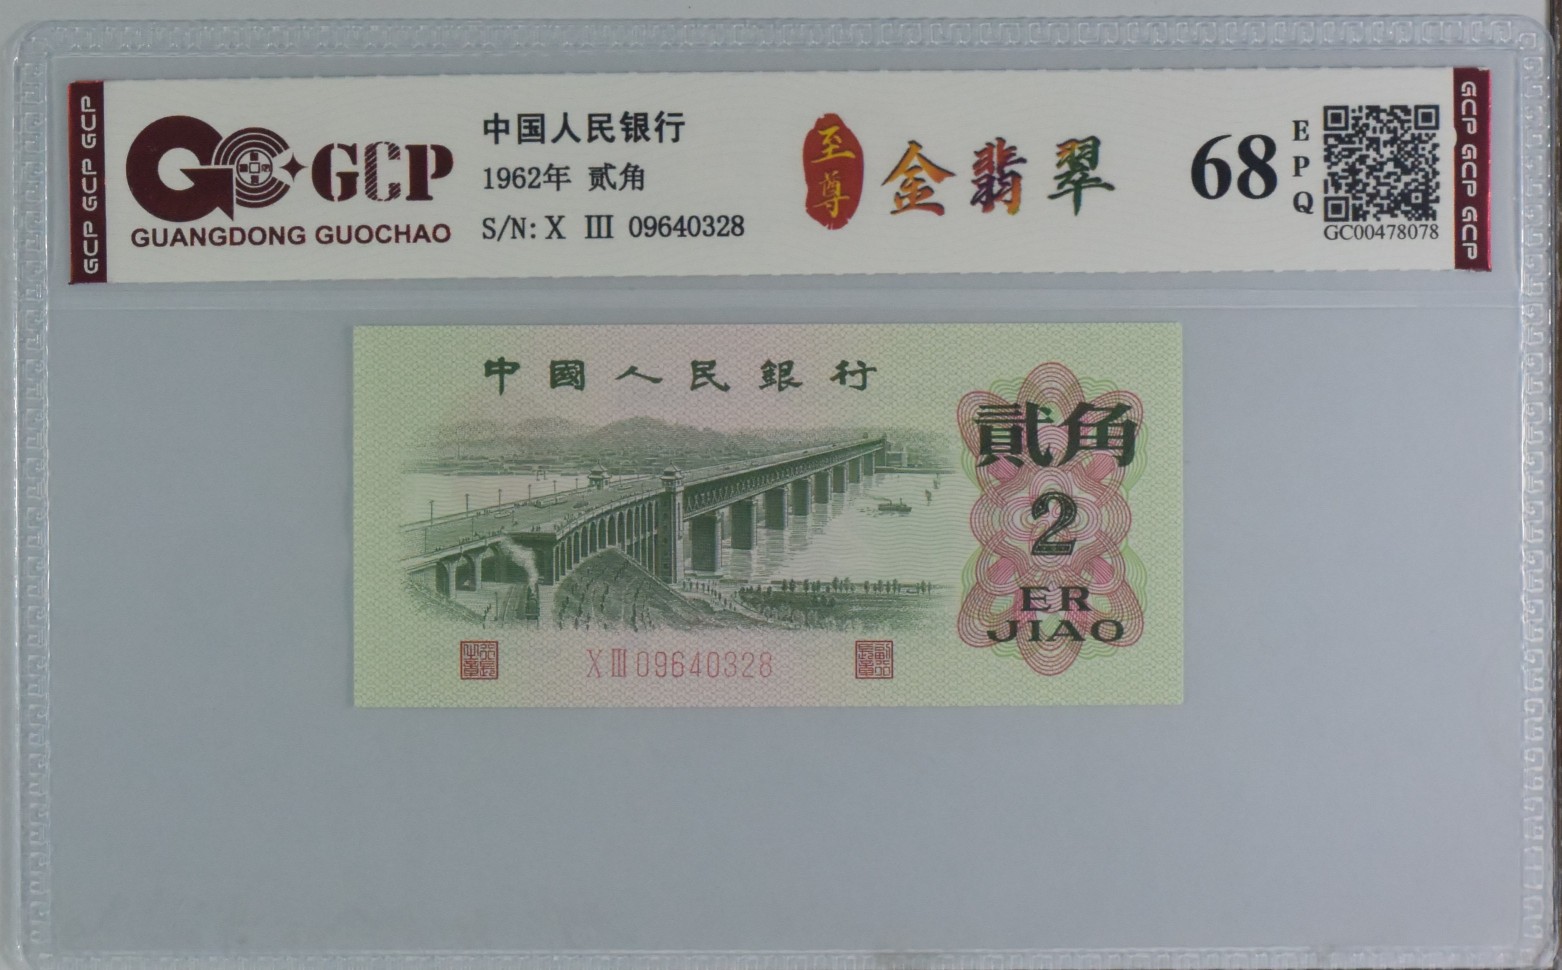 GCP GCP GCP
GCP
GUANGDONG GUOCHAO
中国人民银行
1962年 贰角
S/N: X Ⅲ 09640328
至尊
金翡翠
68
EPQ
GC00478078
GCP GCP GCP
中國人民銀行
貳角
2
ER
JIAO
X Ⅲ 09640328